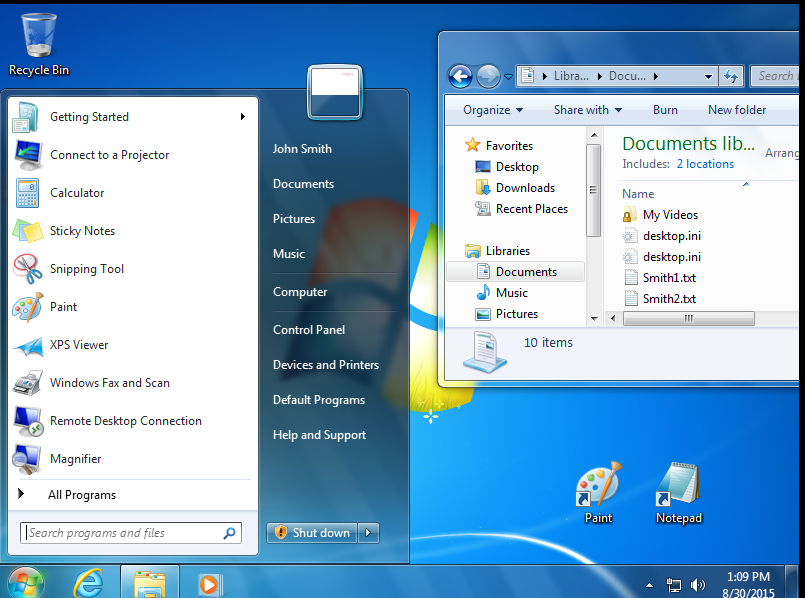 Recycle Bin
Getting Started
Connect to a Projector
Calculator
Sticky Notes
Snipping Tool
Paint
XPS Viewer
Windows Fax and Scan
Remote Desktop Connection
Magnifier
All Programs
Search programs and files
John Smith
Documents
Pictures
Music
Computer
Control Panel
Devices and Printers
Default Programs
Help and Support
Shut down
Libra... Docu...
Search
Organize Share with Burn New folder
Favorites
Desktop
Downloads
Recent Places
Libraries
Documents
Music
Pictures
Documents lib...
Includes: 2 locations
Arrang
Name
My Videos
desktop.ini
desktop.ini
Smith1.txt
Smith2.txt
10 items
Paint
Notepad
1:09 PM
8/30/2015